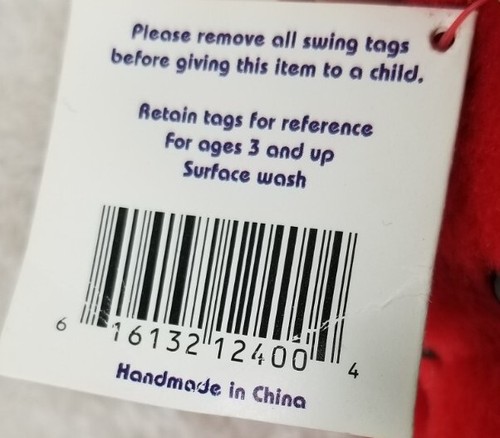 Please remove all swing tags
before giving this item to a child.
Retain tags for reference
For ages 3 and up
Surface wash
6 16132 12400 4
Handmade in China